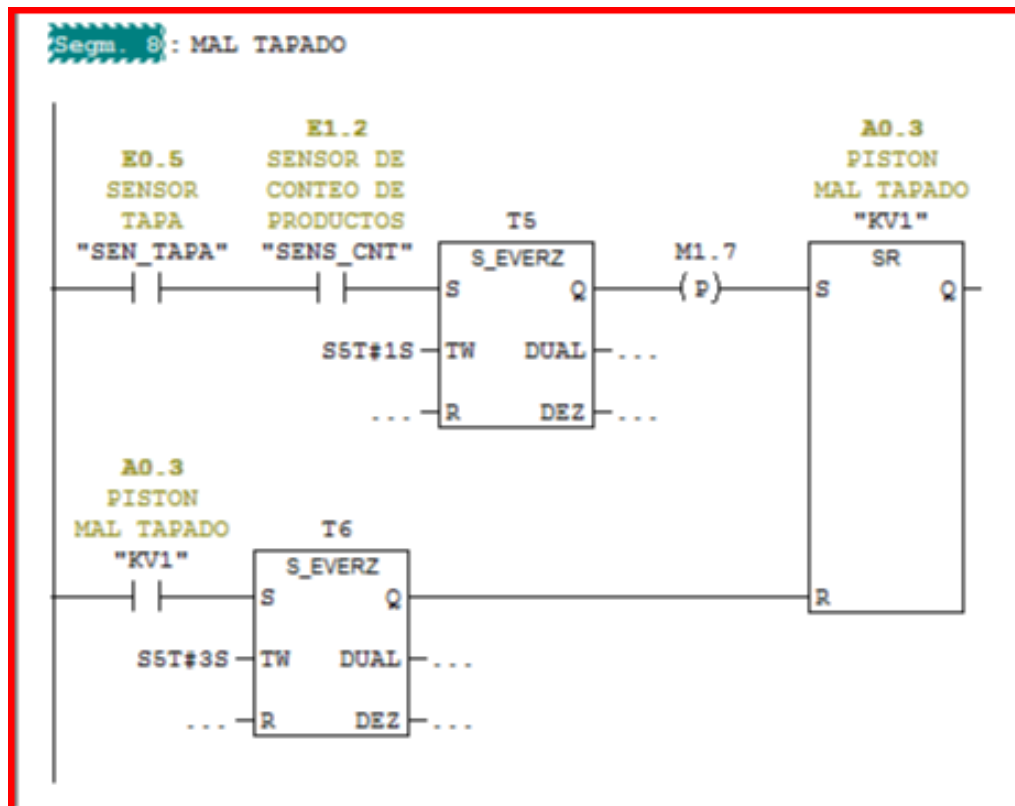 Segm. 8: MAL TAPADO
E0.5
SENSOR
TAPA
"SEN_TAPA"
E1.2
SENSOR DE
CONTEO DE
PRODUCTOS
"SENS_CNT"
T5
S_EVERZ
S
Q
S5T#1S
TW
DUAL
...
...
R
DEZ
...
M1.7
(P)
A0.3
PISTON
MAL TAPADO
"KV1"
SR
S
Q
R
A0.3
PISTON
MAL TAPADO
"KV1"
T6
S_EVERZ
S
Q
S5T#3S
TW
DUAL
...
...
R
DEZ
...